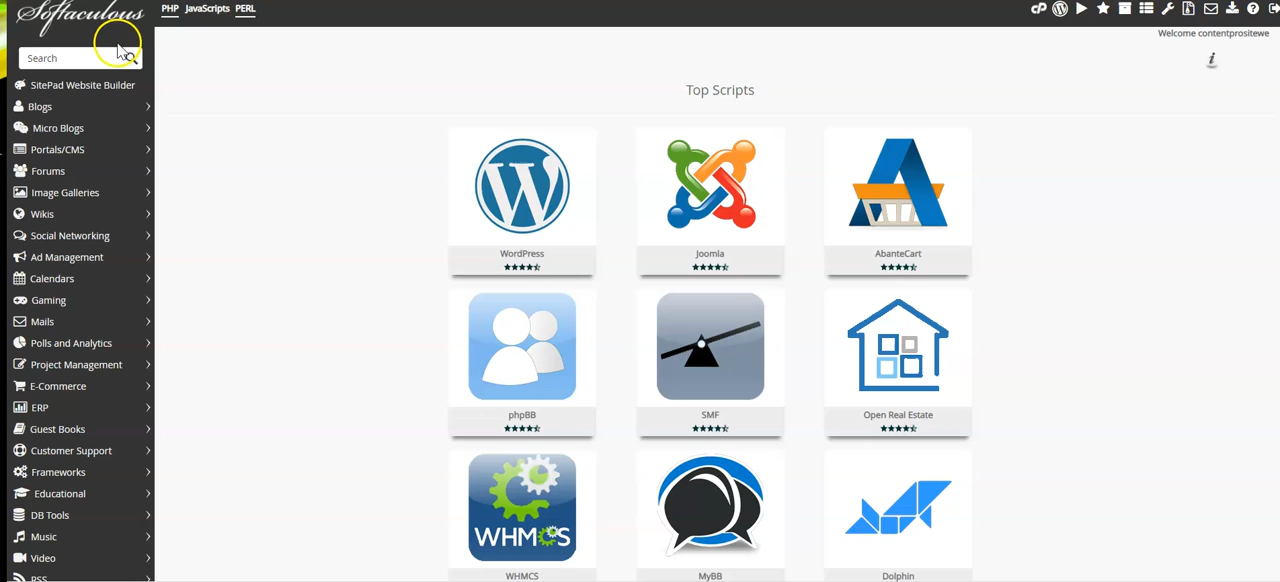 Softaculous
PHP JavaScripts PERL
cP
Welcome contentprositewe
Search
i
SitePad Website Builder
Top Scripts
Blogs
Micro Blogs
Portals/CMS
Forums
Image Galleries
Wikis
Social Networking
Ad Management
Calendars
Gaming
Mails
Polls and Analytics
Project Management
E-Commerce
ERP
Guest Books
Customer Support
Frameworks
Educational
DB Tools
Music
Video
RSS
WordPress
Joomla
AbanteCart
phpBB
SMF
Open Real Estate
WHMCS
WHMCS
MyBB
Dolphin